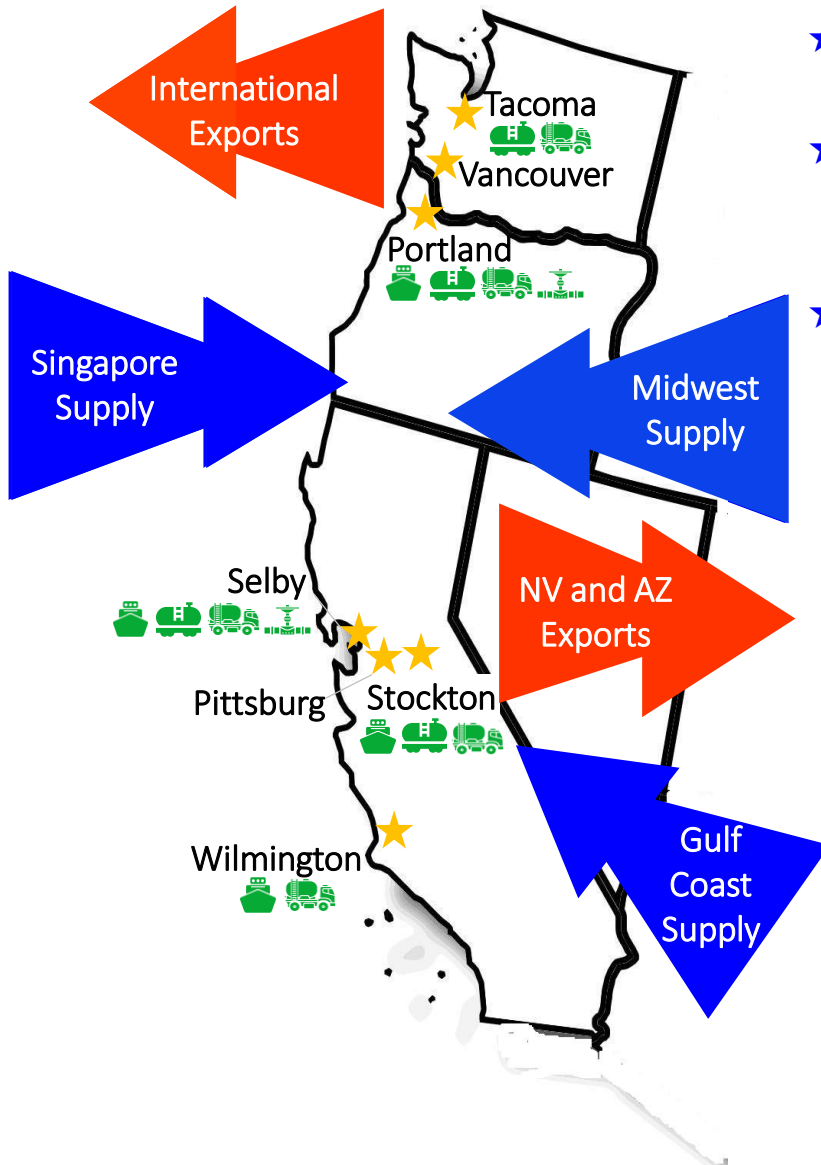 International
Exports
Tacoma
Vancouver
Portland
Singapore
Supply
Midwest
Supply
Selby
NV and AZ
Exports
Pittsburg
Stockton
Gulf
Coast
Supply
Wilmington